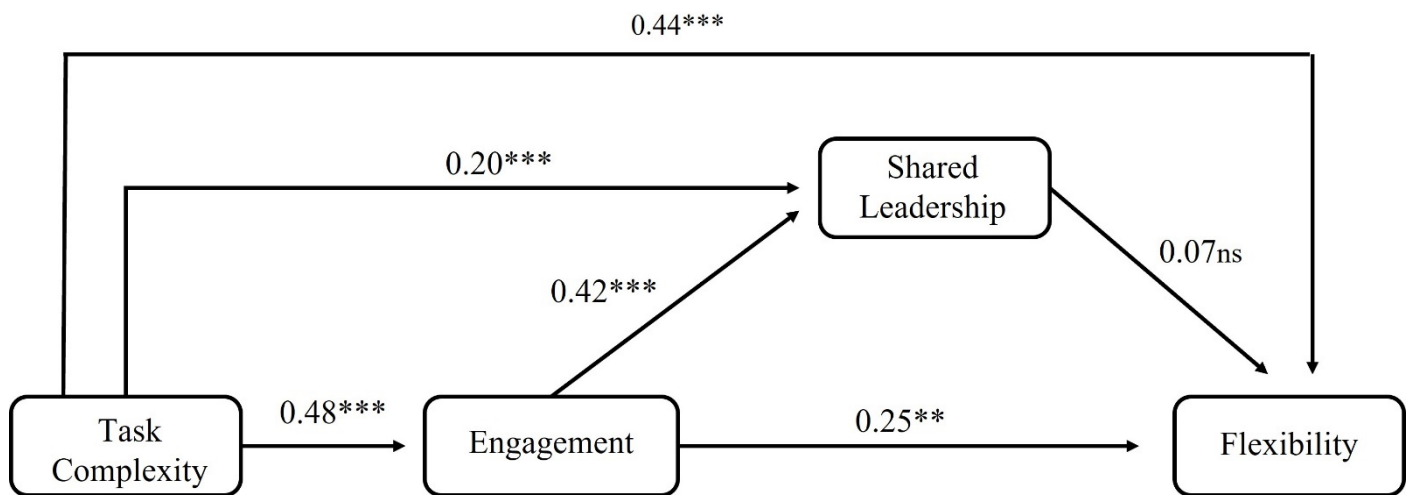 0.44***
0.20***
Shared
Leadership
0.07ns
0.42***
0.48***
0.25**
Task
Complexity
Engagement
Flexibility